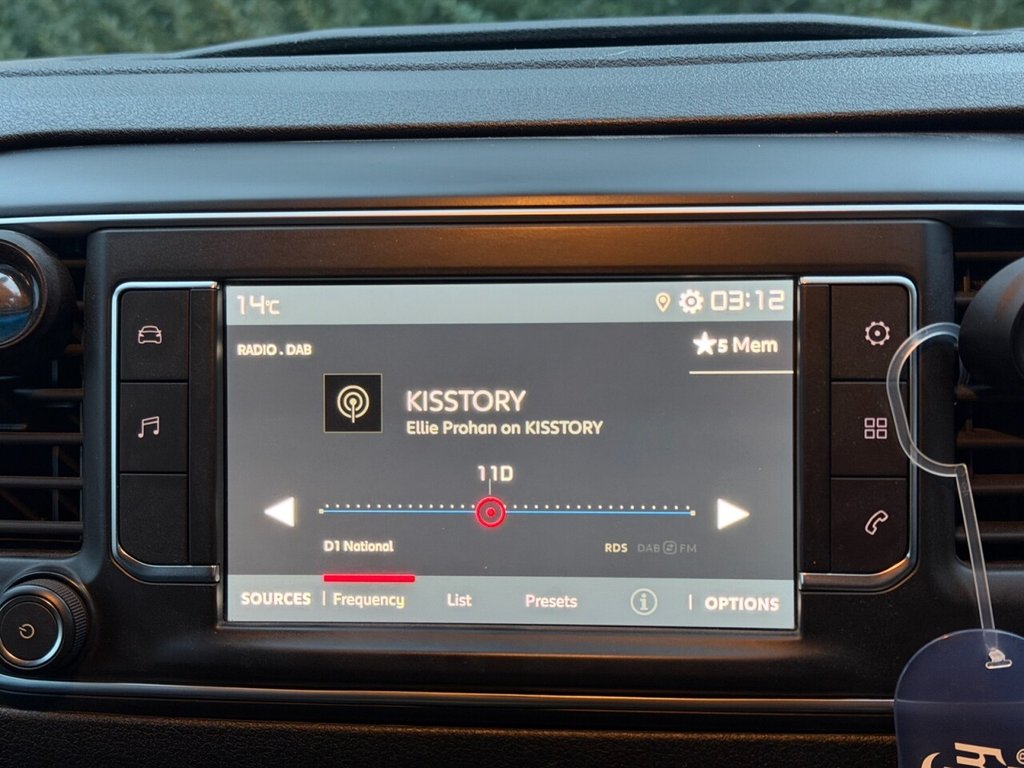 14°C
03:12
RADIO . DAB
5 Mem
KISSTORY
Ellie Prohan on KISSTORY
11D
D1 National
RDS DAB FM
SOURCES Frequency List Presets i OPTIONS